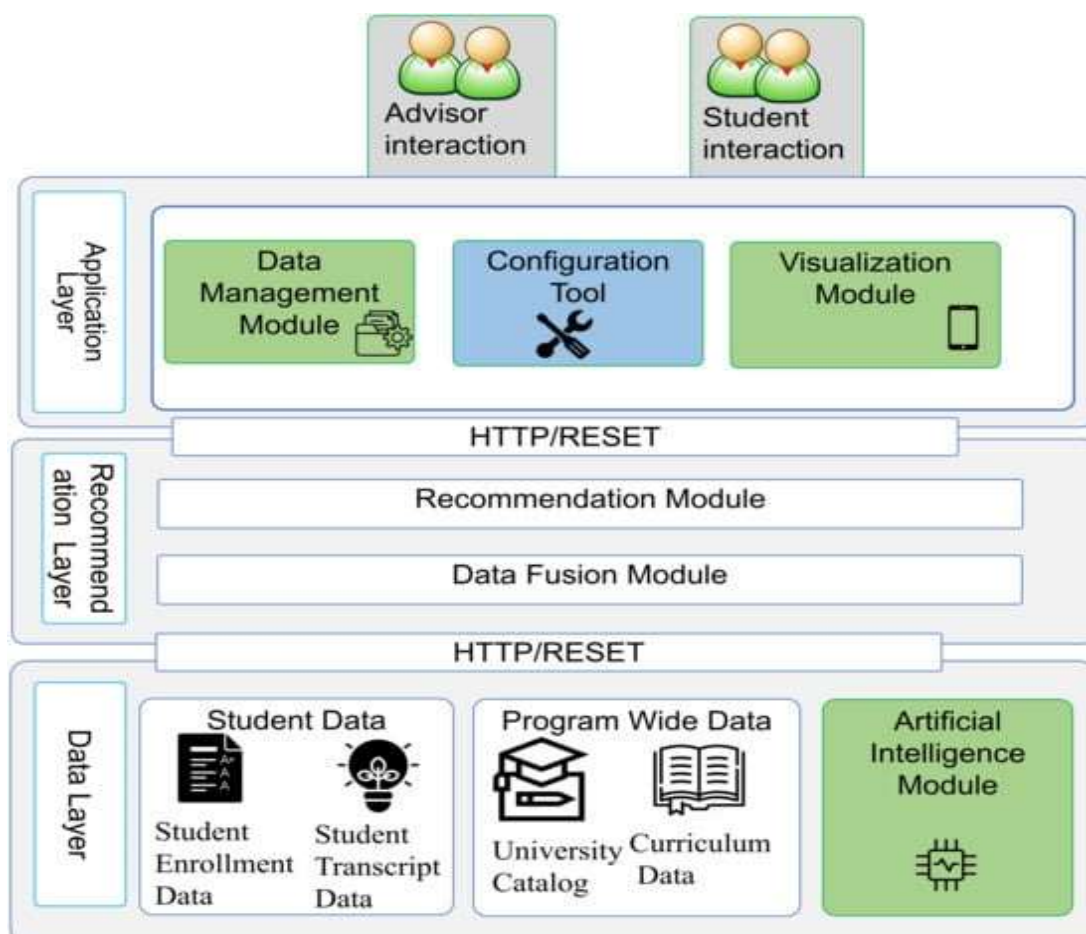 Advisor
interaction
Student
interaction
Application
Layer
Data
Management
Module
Configuration
Tool
Visualization
Module
HTTP/RESET
Recommend
ation Layer
Recommendation Module
Data Fusion Module
HTTP/RESET
Data Layer
Student Data
Student
Enrollment
Data
Student
Transcript
Data
Program Wide Data
University
Catalog
Curriculum
Data
Artificial
Intelligence
Module